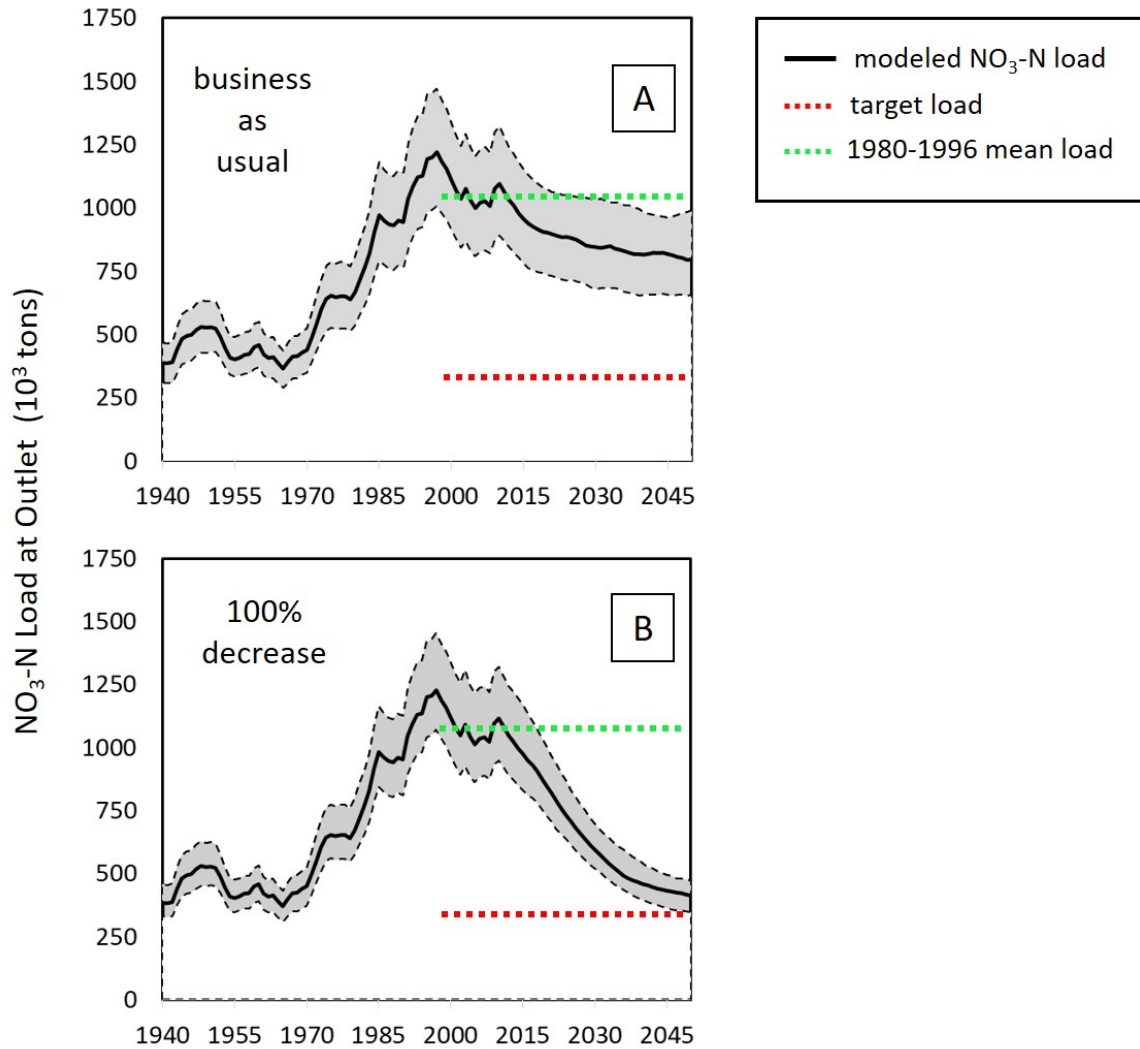 NO₃-N Load at Outlet (10³ tons)
1750
1500
1250
1000
750
500
250
0
business
as
usual
A
1940 1955 1970 1985 2000 2015 2030 2045
modeled NO₃-N load
target load
1980-1996 mean load
1750
1500
1250
1000
750
500
250
0
100%
decrease
B
1940 1955 1970 1985 2000 2015 2030 2045